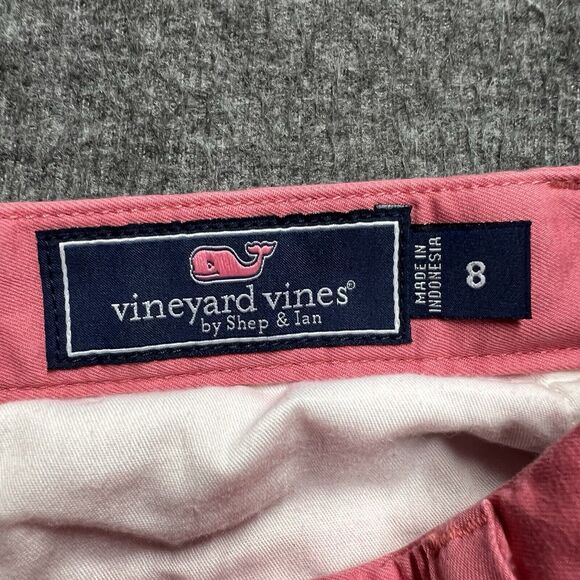 vineyard vines®
by Shep & Ian
MADE IN
INDONESIA
8